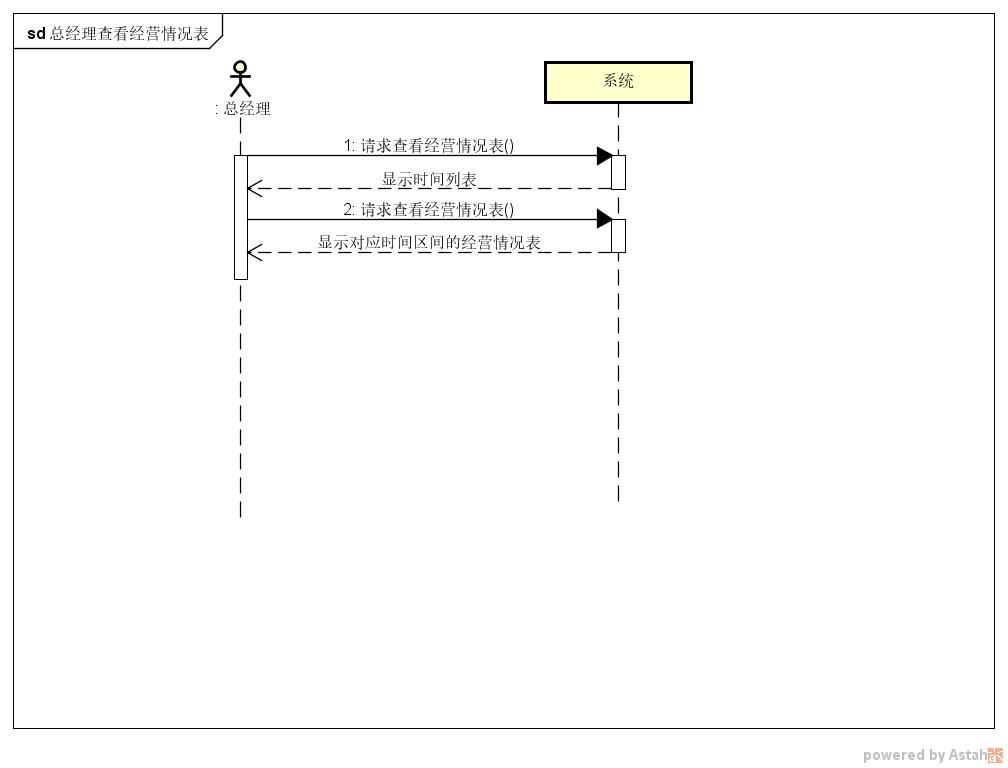 sd 总经理查看经营情况表
: 总经理
系统
1: 请求查看经营情况表()
显示时间列表
2: 请求查看经营情况表()
显示对应时间区间的经营情况表
powered by Astah